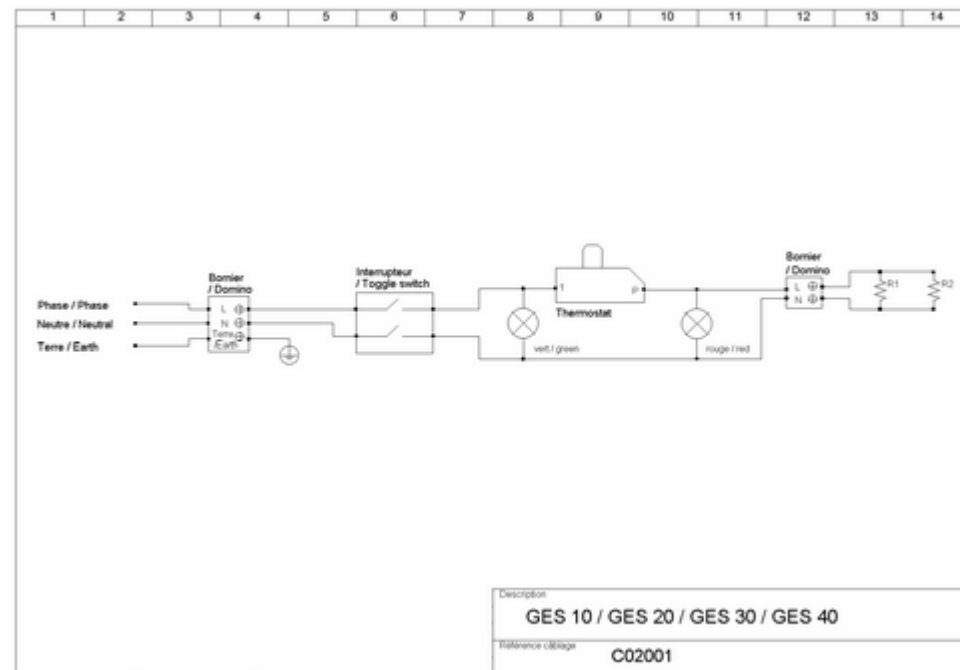 1 2 3 4 5 6 7 8 9 10 11 12 13 14
Bornier
/ Domino
Interrupteur
/ Toggle switch
Bornier
/ Domino
Phase / Phase
Neutre / Neutral
Terre / Earth
L
N
Terre
/Earth
1
P
Thermostat
vert / green
rouge / red
L
N
R1
R2
Description
GES 10 / GES 20 / GES 30 / GES 40
Référence câblage
C02001